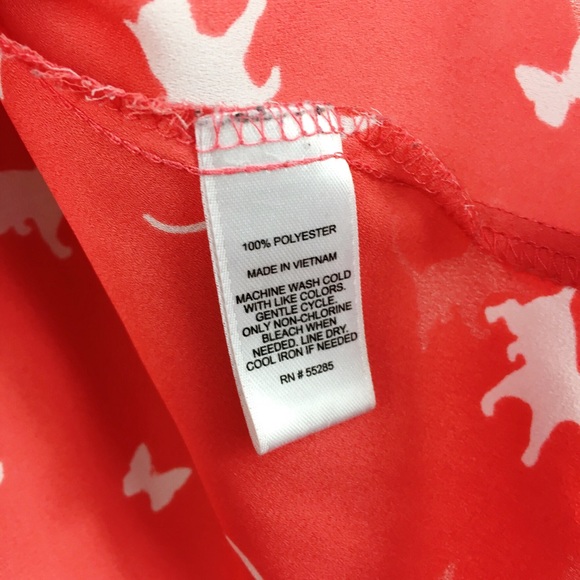 100% POLYESTER
MADE IN VIETNAM
MACHINE WASH COLD
WITH LIKE COLORS.
GENTLE CYCLE.
ONLY NON-CHLORINE
BLEACH WHEN
NEEDED. LINE DRY.
COOL IRON IF NEEDED
RN # 55285